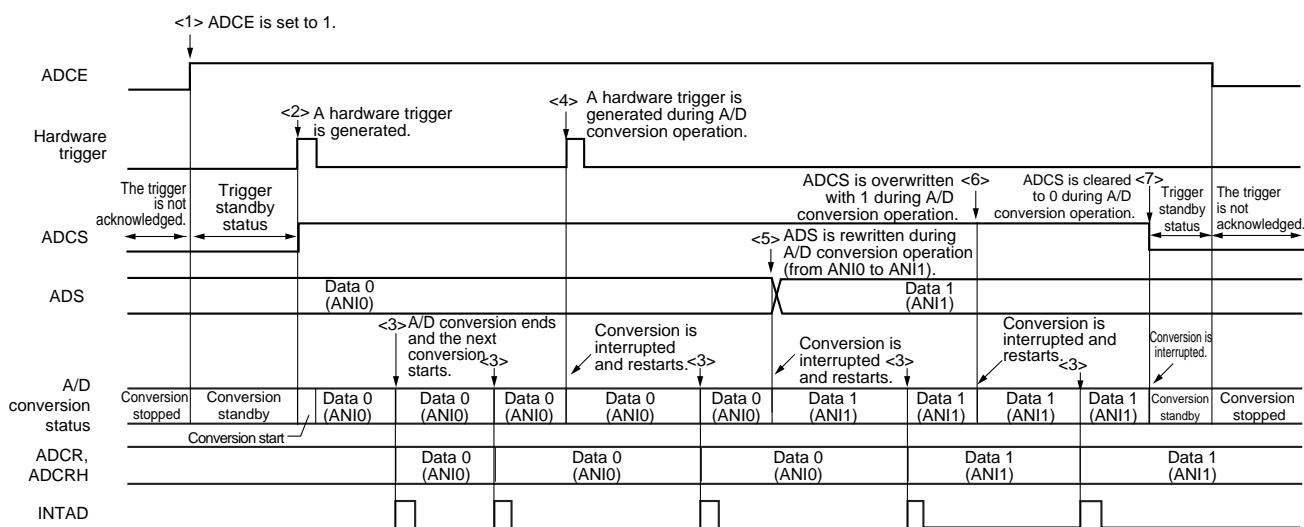 <1> ADCE is set to 1.
ADCE
<2> A hardware trigger
is generated.
<4> A hardware trigger is
generated during A/D
conversion operation.
Hardware
trigger
The trigger
is not
acknowledged.
Trigger
standby
status
ADCS is overwritten <6>
with 1 during A/D
conversion operation.
ADCS is cleared <7>
to 0 during A/D
conversion operation.
Trigger
standby
status
The trigger
is not
acknowledged.
ADCS
<5> ADS is rewritten during
A/D conversion operation
(from ANI0 to ANI1).
ADS
Data 0
(ANI0)
Data 1
(ANI1)
<3> A/D conversion ends
and the next
conversion
starts. <3>
Conversion is
interrupted
and restarts. <3>
Conversion is
interrupted <3>
and restarts.
Conversion is
interrupted and
restarts. <3>
Conversion is
interrupted.
A/D
conversion
status
Conversion
stopped
Conversion
standby
Conversion start
Data 0
(ANI0)
Data 0
(ANI0)
Data 0
(ANI0)
Data 0
(ANI0)
Data 0
(ANI0)
Data 1
(ANI1)
Data 1
(ANI1)
Data 1
(ANI1)
Data 1
(ANI1)
Conversion
standby
Conversion
stopped
ADCR,
ADCRH
Data 0
(ANI0)
Data 0
(ANI0)
Data 0
(ANI0)
Data 1
(ANI1)
Data 1
(ANI1)
INTAD